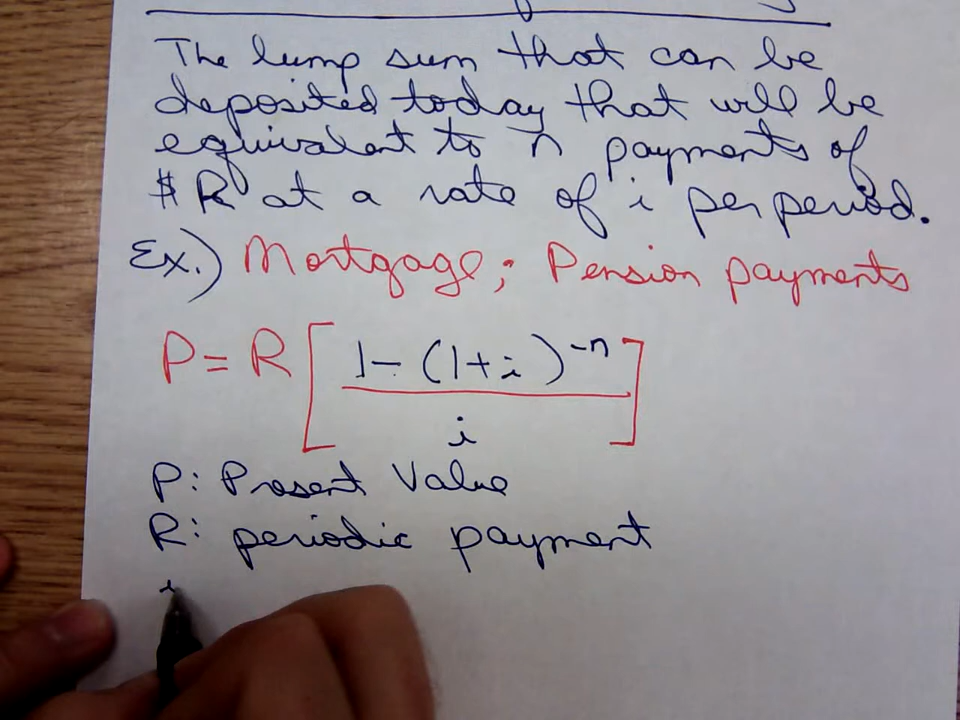 The lump sum that can be
deposited today that will be
equivalent to n payments of
$R at a rate of i per period.
Ex.) Mortgage; Pension payments
P = R [ 1 - (1 + i)^-n / i ]
P: Present Value
R: periodic payment
i